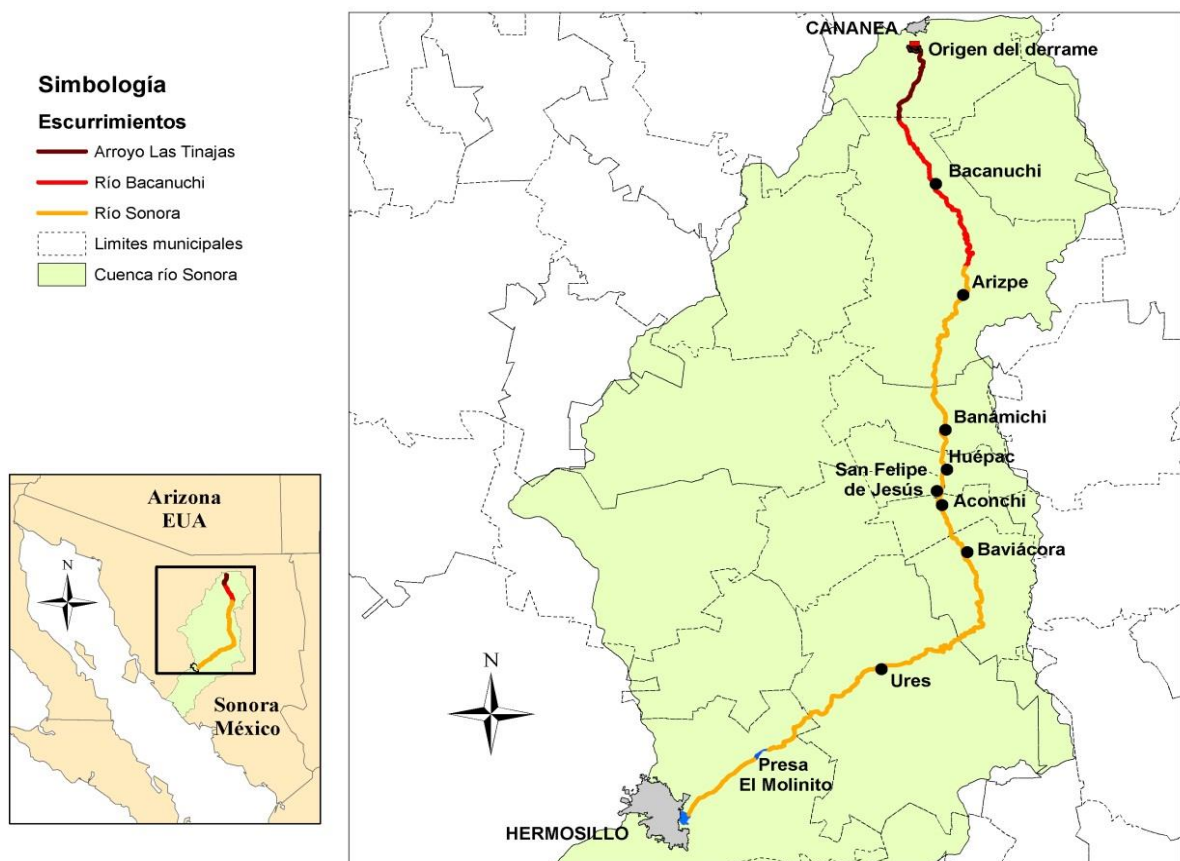 Simbología
Escurrimientos
Arroyo Las Tinajas
Río Bacanuchi
Río Sonora
Limites municipales
Cuenca río Sonora
Arizona
EUA
N
Sonora
México
CANANEA
Origen del derrame
Bacanuchi
Arizpe
Banámichi
Huépac
San Felipe
de Jesús
Aconchi
Baviácora
N
Ures
Presa
El Molinito
HERMOSILLO